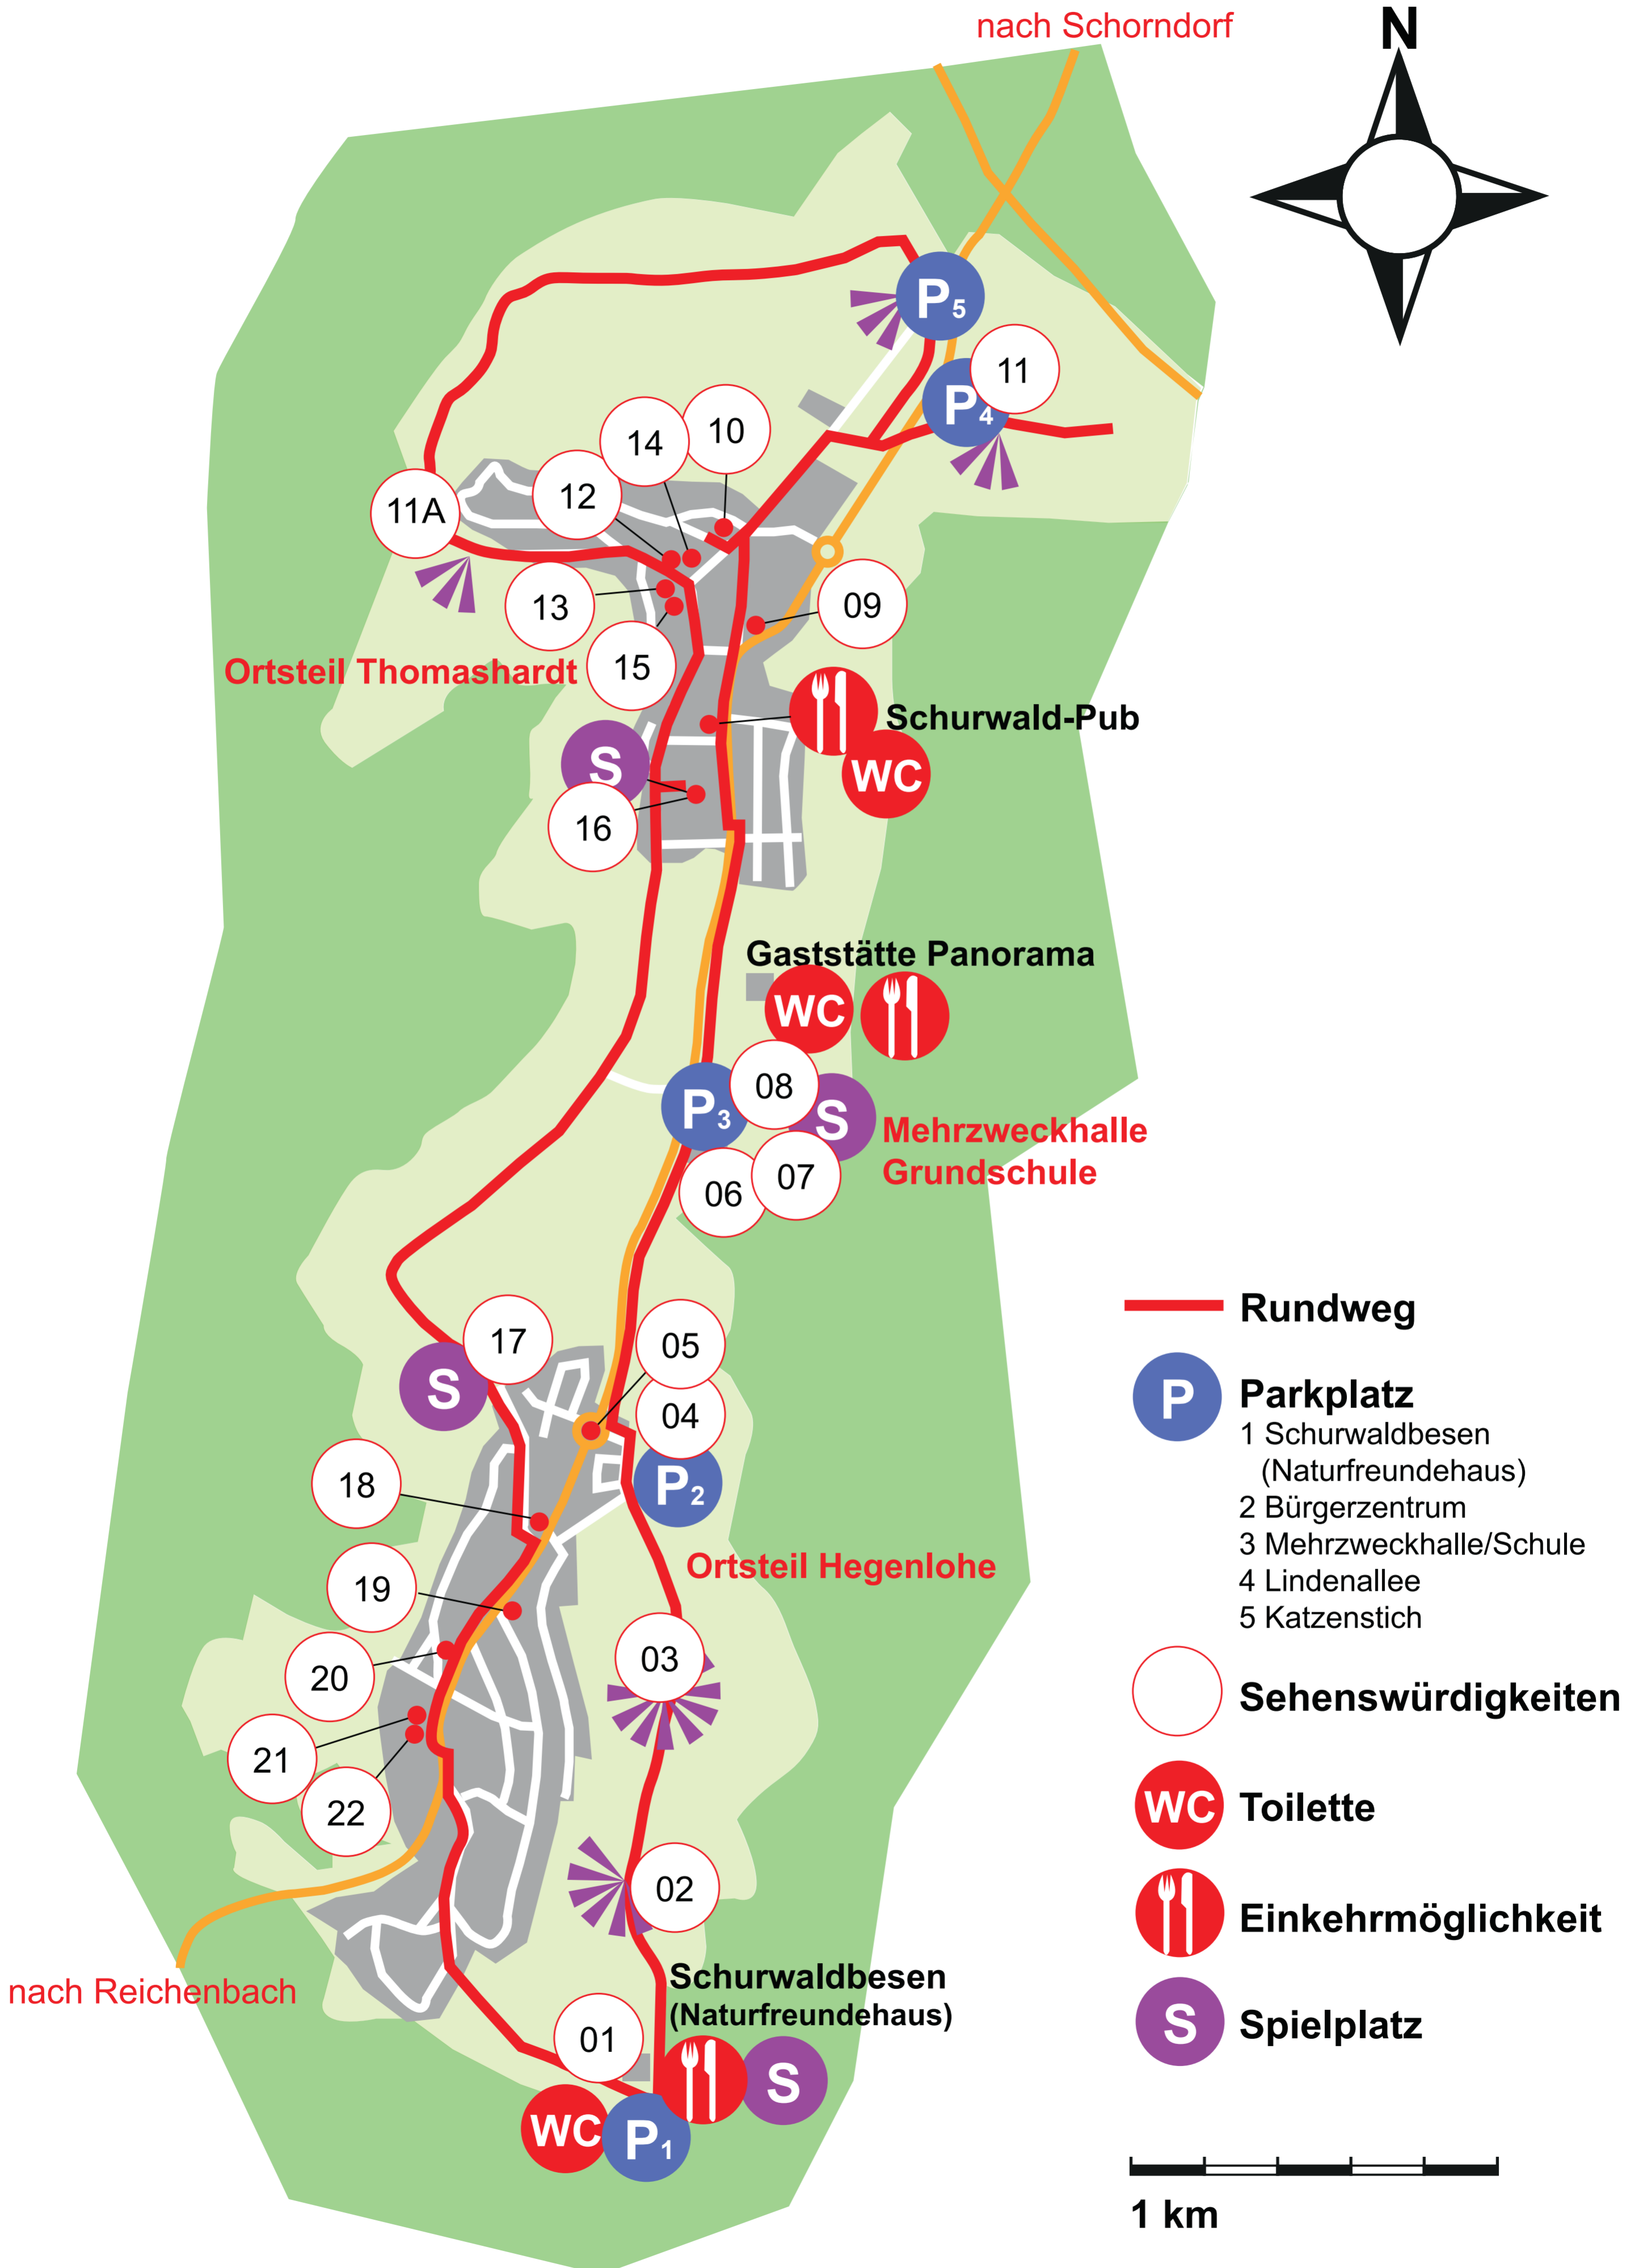 nach Schorndorf
N
P5
11
P4
14
10
12
11A
13
09
15
Ortsteil Thomashardt
Schurwald-Pub
S
WC
16
Gaststätte Panorama
WC
08
P3
S
Mehrzweckhalle
Grundschule
06
07
17
05
S
04
18
P2
Ortsteil Hegenlohe
19
03
20
21
22
02
nach Reichenbach
Schurwaldbesen
(Naturfreundehaus)
01
S
WC
P1
Rundweg
P
Parkplatz
1 Schurwaldbesen
(Naturfreundehaus)
2 Bürgerzentrum
3 Mehrzweckhalle/Schule
4 Lindenallee
5 Katzenstich
Sehenswürdigkeiten
WC Toilette
Einkehrmöglichkeit
S Spielplatz
1 km